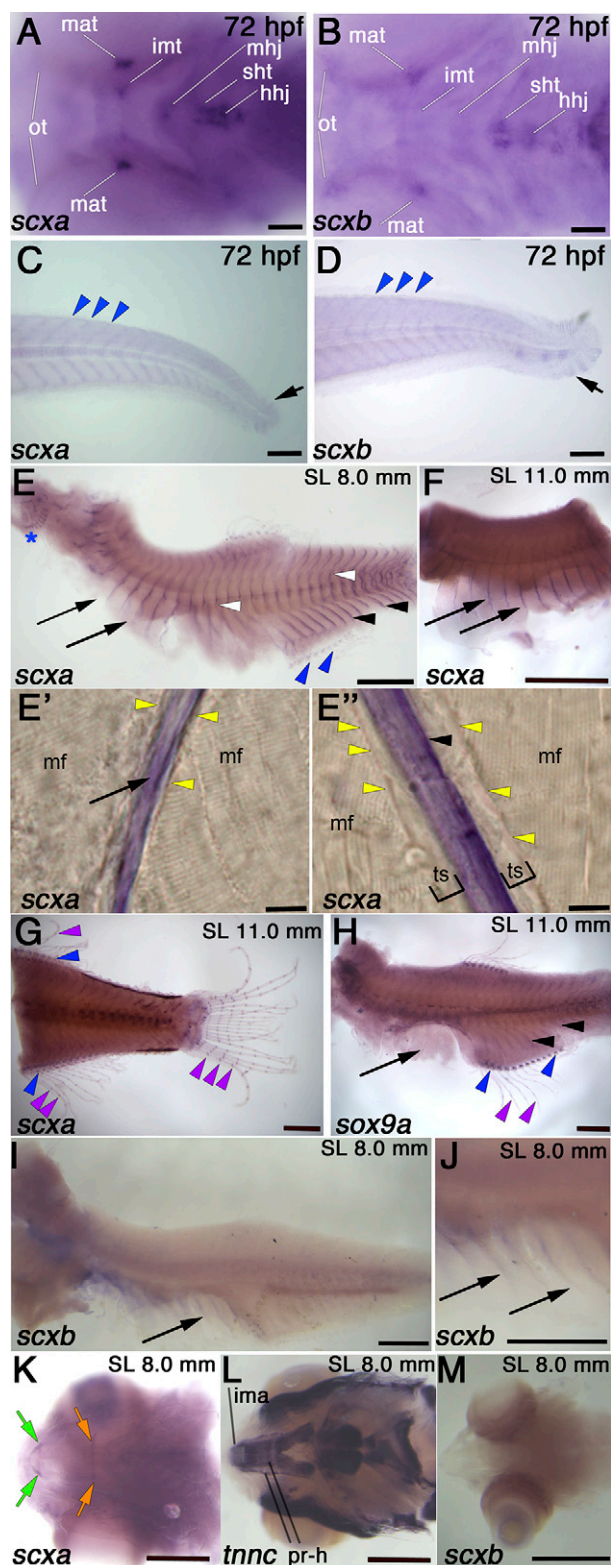 A
72 hpf
mat
imt
mhj
sht
hhj
ot
mat
scxa
B
72 hpf
mat
imt
mhj
sht
hhj
ot
mat
scxb
C
72 hpf
scxa
D
72 hpf
scxb
E
SL 8.0 mm
*
scxa
F
SL 11.0 mm
scxa
E'
mf
mf
scxa
E"
mf
mf
ts
ts
scxa
G
SL 11.0 mm
scxa
H
SL 11.0 mm
sox9a
I
SL 8.0 mm
scxb
J
SL 8.0 mm
scxb
K
SL 8.0 mm
scxa
L
SL 8.0 mm
ima
tnnc
pr-h
M
SL 8.0 mm
scxb